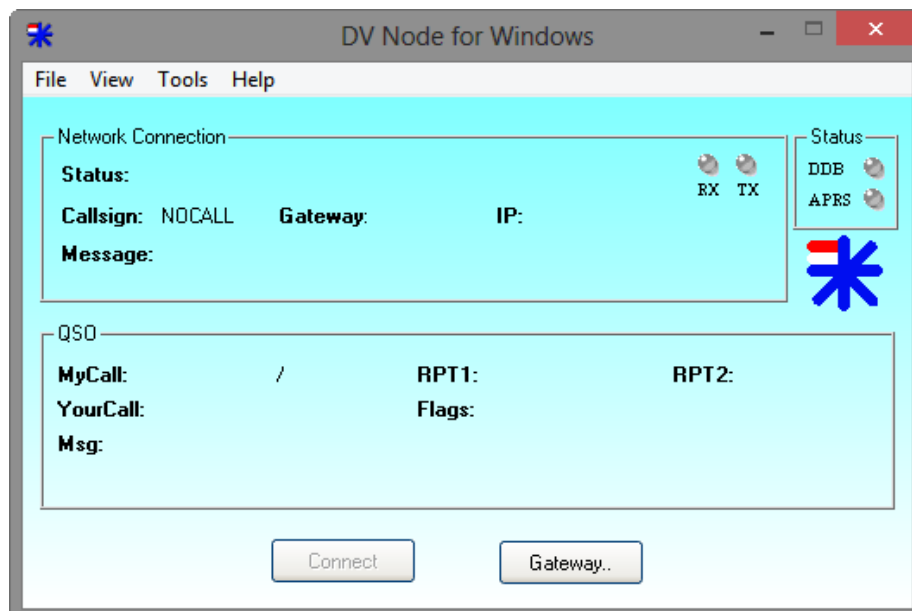 DV Node for Windows
File View Tools Help
Network Connection
Status:
RX TX
Callsign: NOCALL Gateway: IP:
Message:
Status
DDB
APRS
QSO
MyCall: / RPT1: RPT2:
YourCall: Flags:
Msg:
Connect Gateway..